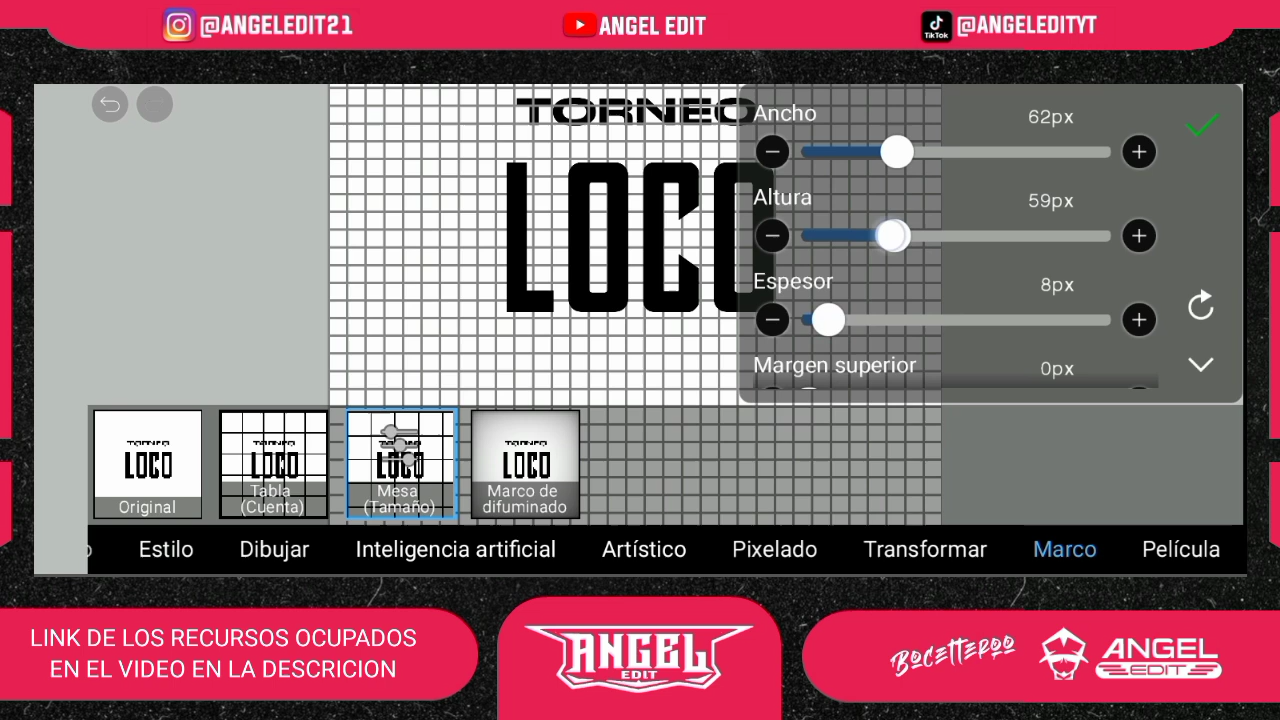 @ANGELEDIT21
ANGEL EDIT
TikTok
@ANGELEDITYT
TORNEO
LOCO
Ancho
62px
Altura
59px
Espesor
8px
Margen superior
0px
TORNEO
LOCO
Original
TORNEO
LOCO
Tabla
(Cuenta)
LOCO
Mesa
(Tamaño)
TORNEO
LOCO
Marco de
difuminado
Estilo
Dibujar
Inteligencia artificial
Artístico
Pixelado
Transformar
Marco
Película
LINK DE LOS RECURSOS OCUPADOS
EN EL VIDEO EN LA DESCRICION
ANGEL
EDIT
BOCETTEROO
ANGEL
EDIT